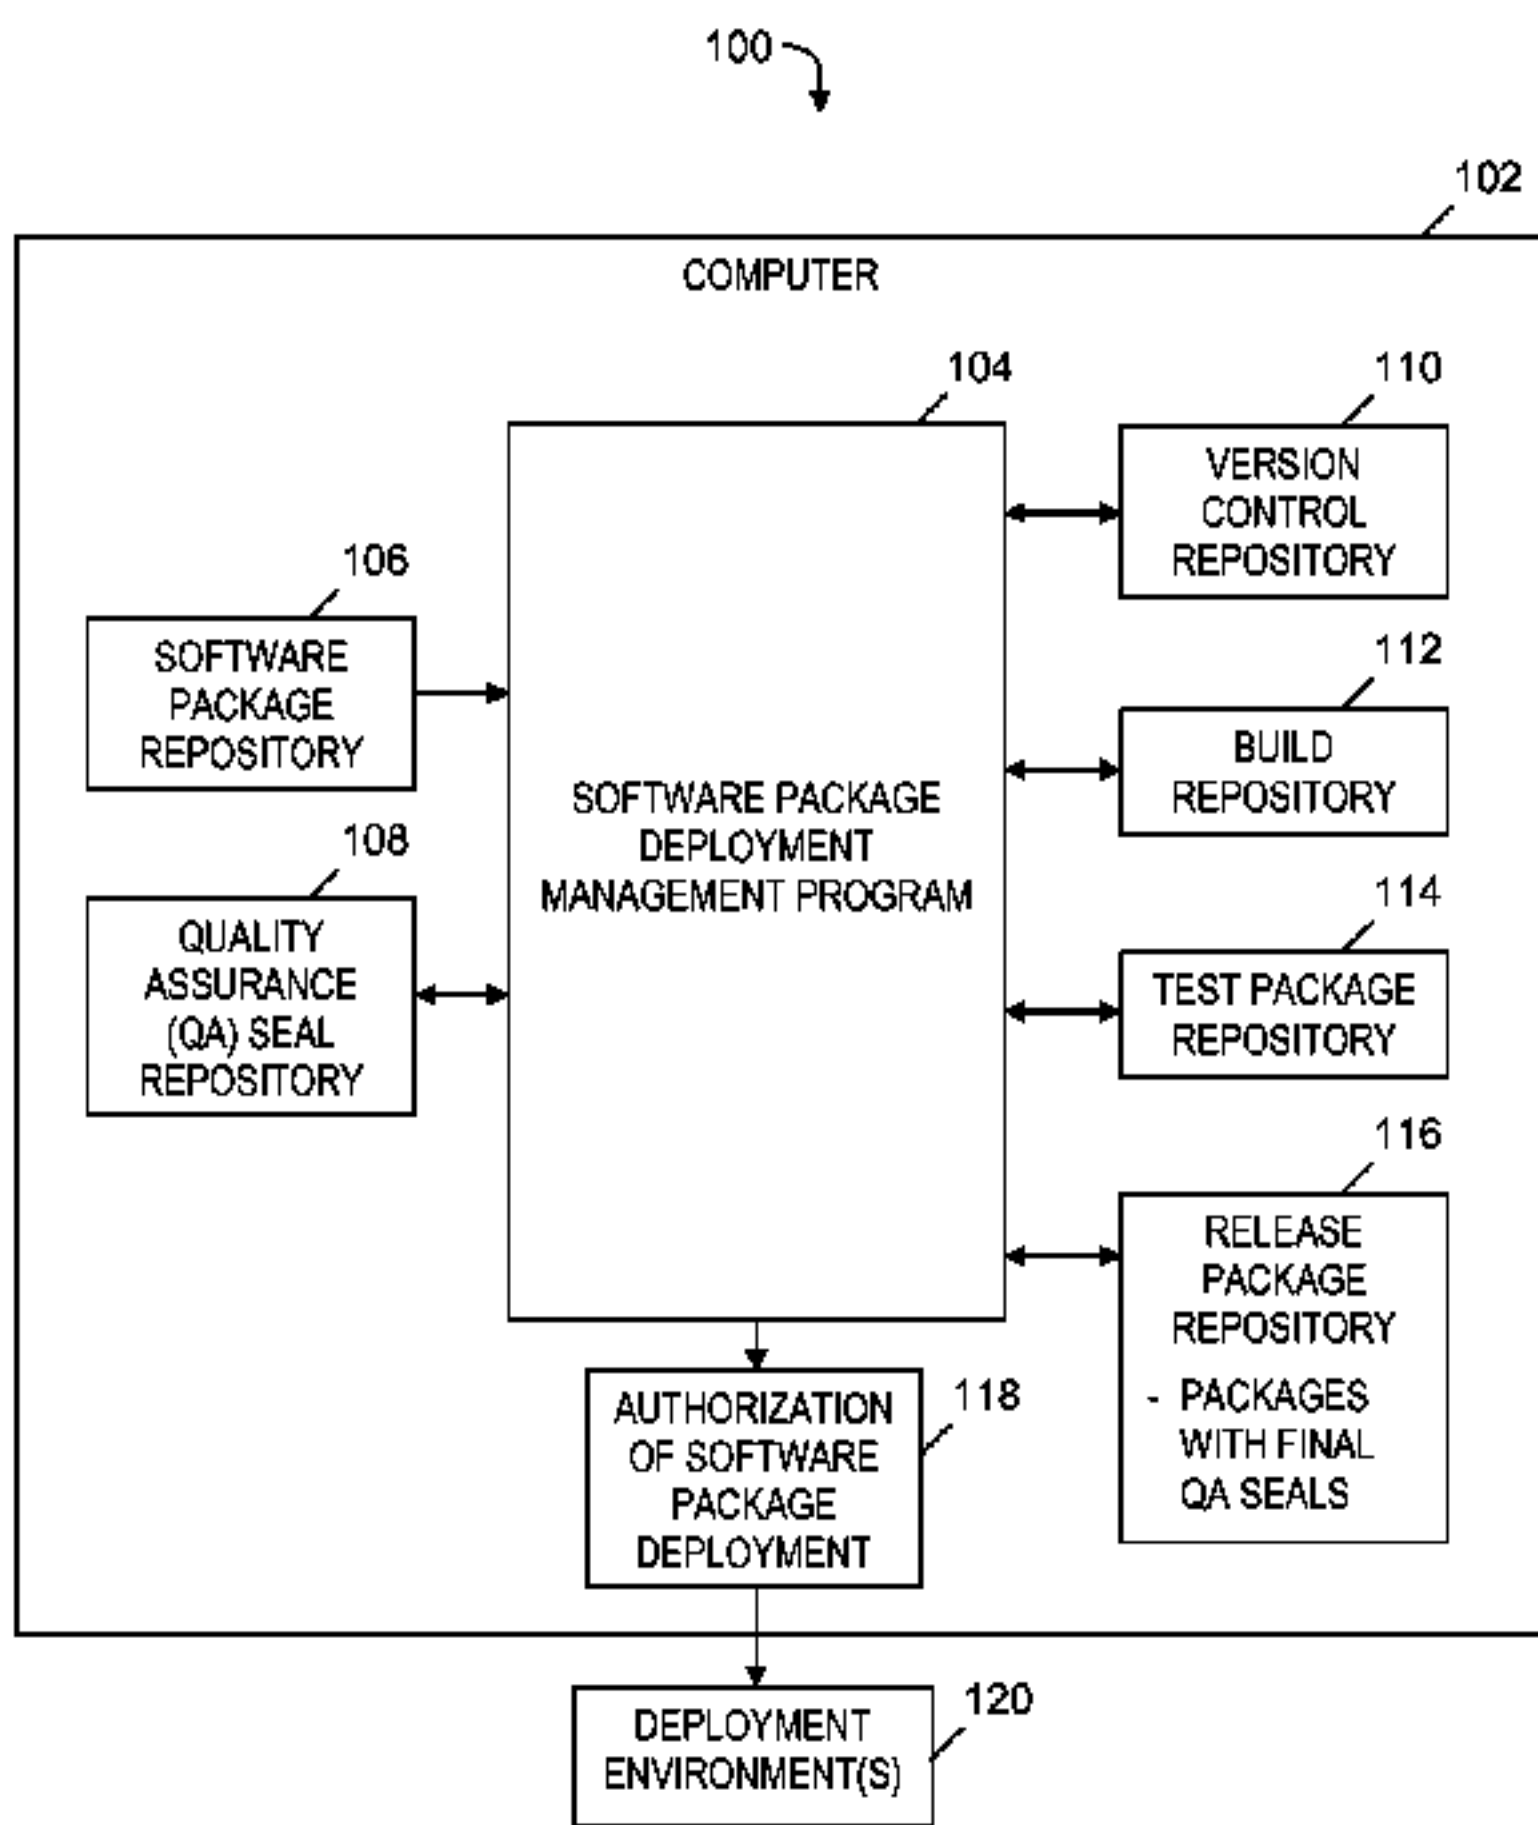 100
102
COMPUTER
104
110
VERSION
CONTROL
REPOSITORY
106
SOFTWARE
PACKAGE
REPOSITORY
112
BUILD
REPOSITORY
SOFTWARE PACKAGE
DEPLOYMENT
MANAGEMENT PROGRAM
108
QUALITY
ASSURANCE
(QA) SEAL
REPOSITORY
114
TEST PACKAGE
REPOSITORY
116
RELEASE
PACKAGE
REPOSITORY
- PACKAGES
WITH FINAL
QA SEALS
118
AUTHORIZATION
OF SOFTWARE
PACKAGE
DEPLOYMENT
120
DEPLOYMENT
ENVIRONMENT(S)